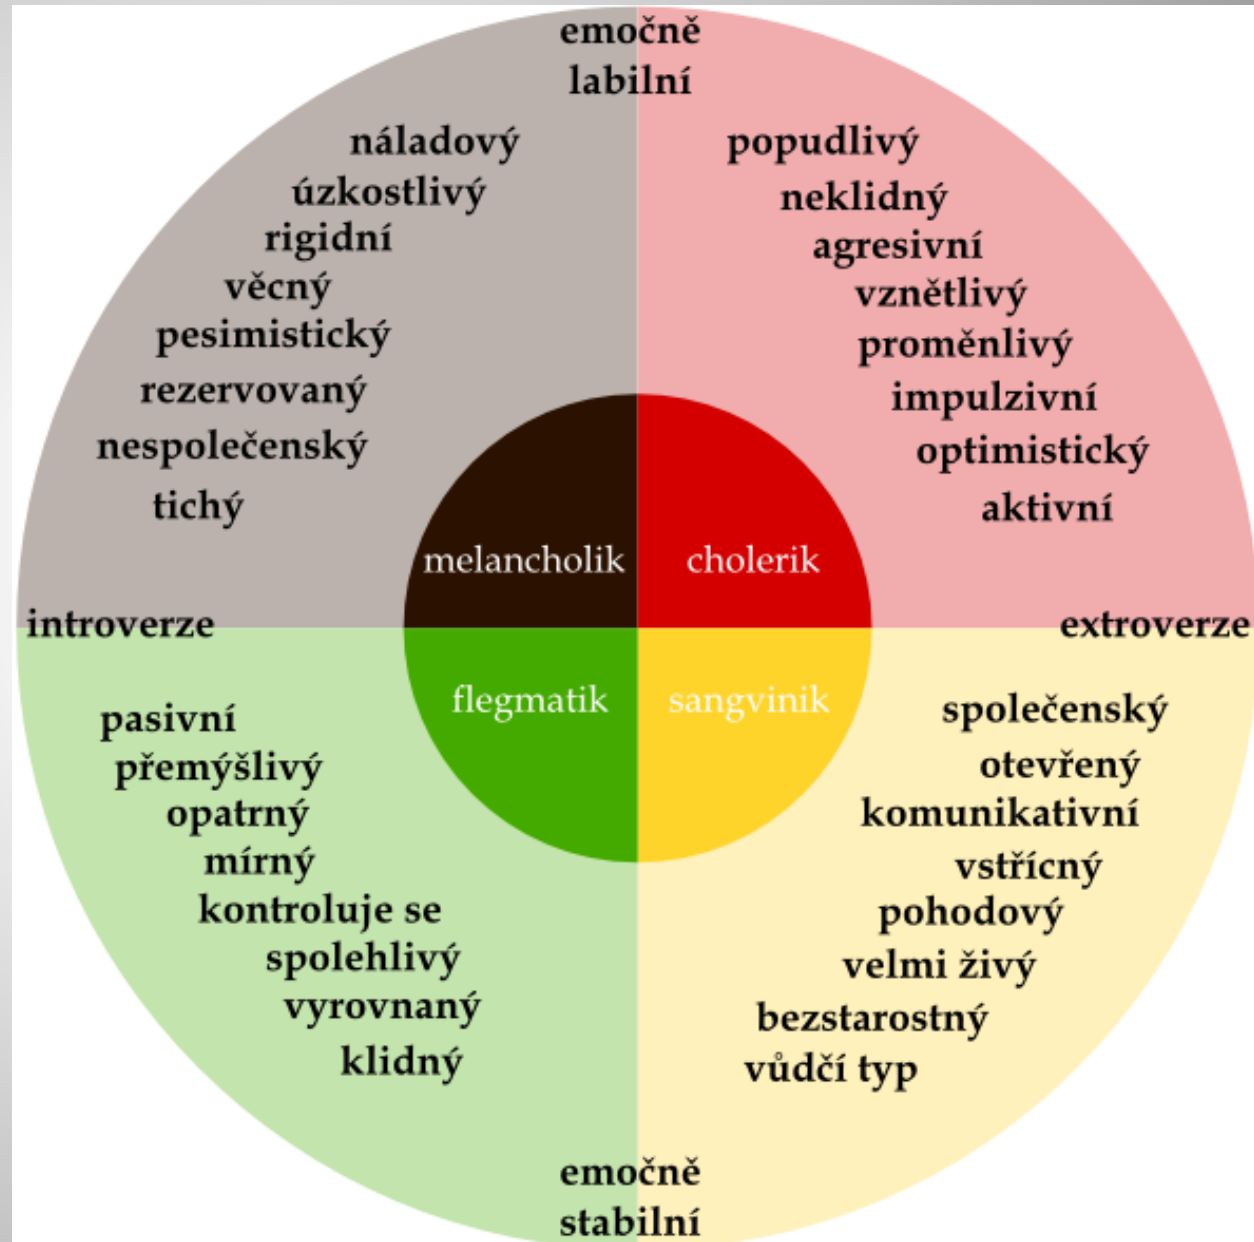 emočně
labilní
náladový
úzkostlivý
rigidní
věcný
pesimistický
rezervovaný
nespolečenský
tichý
popudlivý
neklidný
agresivní
vznětlivý
proměnlivý
impulzivní
optimistický
aktivní
melancholik
cholerik
introverze
extroverze
flegmatik
sangvinik
pasivní
přemýšlivý
opatrný
mírný
kontroluje se
spolehlivý
vyrovnaný
klidný
společenský
otevřený
komunikativní
vstřícný
pohodový
velmi živý
bezstarostný
vůdčí typ
emočně
stabilní